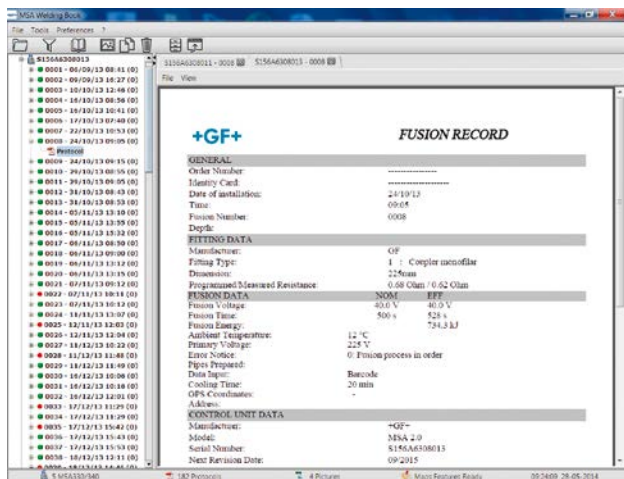 MSA Welding Book
File Tools Preferences ?
S156A6308013
0001 - 06/09/13 08:41 (0)
0002 - 09/09/13 16:27 (0)
0003 - 10/10/13 12:46 (0)
0004 - 16/10/13 08:56 (0)
0005 - 16/10/13 10:41 (0)
0006 - 17/10/13 07:40 (0)
0007 - 22/10/13 10:53 (0)
0008 - 24/10/13 09:05 (0)
Protocol
0009 - 24/10/13 09:15 (0)
0010 - 29/10/13 08:55 (0)
0011 - 29/10/13 09:05 (0)
0012 - 31/10/13 08:43 (0)
0013 - 31/10/13 08:53 (0)
0014 - 05/11/13 13:10 (0)
0015 - 05/11/13 13:55 (0)
0016 - 05/11/13 15:32 (0)
0017 - 06/11/13 08:50 (0)
0018 - 06/11/13 09:00 (0)
0019 - 06/11/13 13:12 (0)
0020 - 06/11/13 13:15 (0)
0021 - 07/11/13 09:12 (0)
0022 - 07/11/13 10:11 (0)
0023 - 07/11/13 10:12 (0)
0024 - 11/11/13 13:07 (0)
0025 - 12/11/13 12:03 (0)
0026 - 12/11/13 12:04 (0)
0027 - 18/11/13 10:22 (0)
0028 - 11/12/13 11:48 (0)
0029 - 11/12/13 11:49 (0)
0030 - 16/12/13 10:06 (0)
0031 - 16/12/13 10:18 (0)
0032 - 16/12/13 12:01 (0)
0033 - 17/12/13 11:29 (0)
0034 - 17/12/13 11:29 (0)
0035 - 17/12/13 15:42 (0)
0036 - 17/12/13 15:43 (0)
0037 - 17/12/13 15:53 (0)
0038 - 18/12/13 12:11 (0)
S156A6308011 - 0008
S156A6308013 - 0008
File View
+GF+ FUSION RECORD
GENERAL
Order Number: ----------------
Identity Card: --------------------
Date of installation: 24/10/13
Time: 09:05
Fusion Number: 0008
Depth:
FITTING DATA
Manufacturer: GF
Fitting Type: 1 : Coupler monofilar
Dimension: 225mm
Programmed/Measured Resistance: 0.68 Ohm / 0.62 Ohm
FUSION DATA NOM EFF
Fusion Voltage: 40.0 V 40.0 V
Fusion Time: 500 s 528 s
Fusion Energy: 734.3 kJ
Ambient Temperature: 12 °C
Primary Voltage: 225 V
Error Notice: 0: Fusion process in order
Pipes Prepared:
Data Input: Barcode
Cooling Time: 20 min
GPS Coordinates: -
Address:
CONTROL UNIT DATA
Manufacturer: +GF+
Model: MSA 2.0
Serial Number: S156A6308013
Next Revision Date: 09/2015
5 MSA330/340
182 Protocols
4 Pictures
Maps Features Ready
09:24:09 28-05-2014